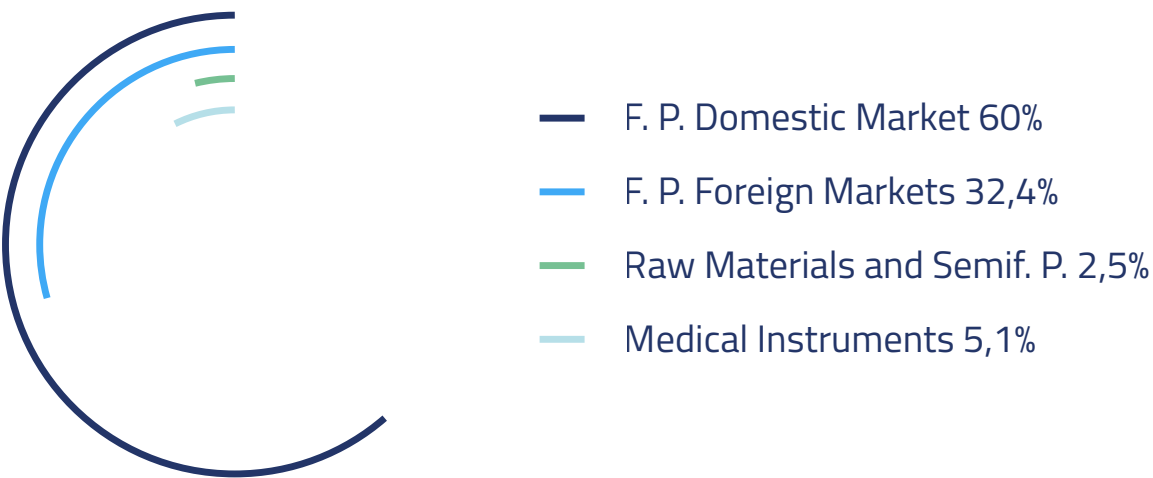 F. P. Domestic Market 60%
F. P. Foreign Markets 32,4%
Raw Materials and Semif. P. 2,5%
Medical Instruments 5,1%